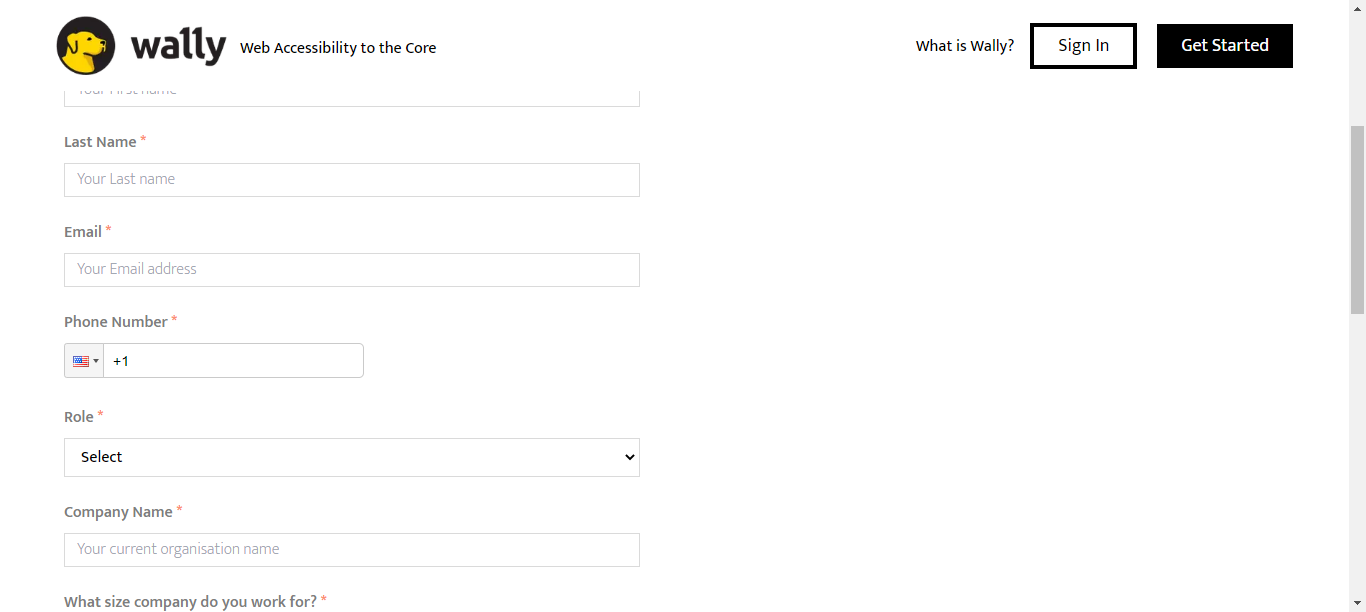 wally Web Accessibility to the Core What is Wally? Sign In Get Started
Your First name
Last Name *
Your Last name
Email *
Your Email address
Phone Number *
+1
Role *
Select
Company Name *
Your current organisation name
What size company do you work for? *